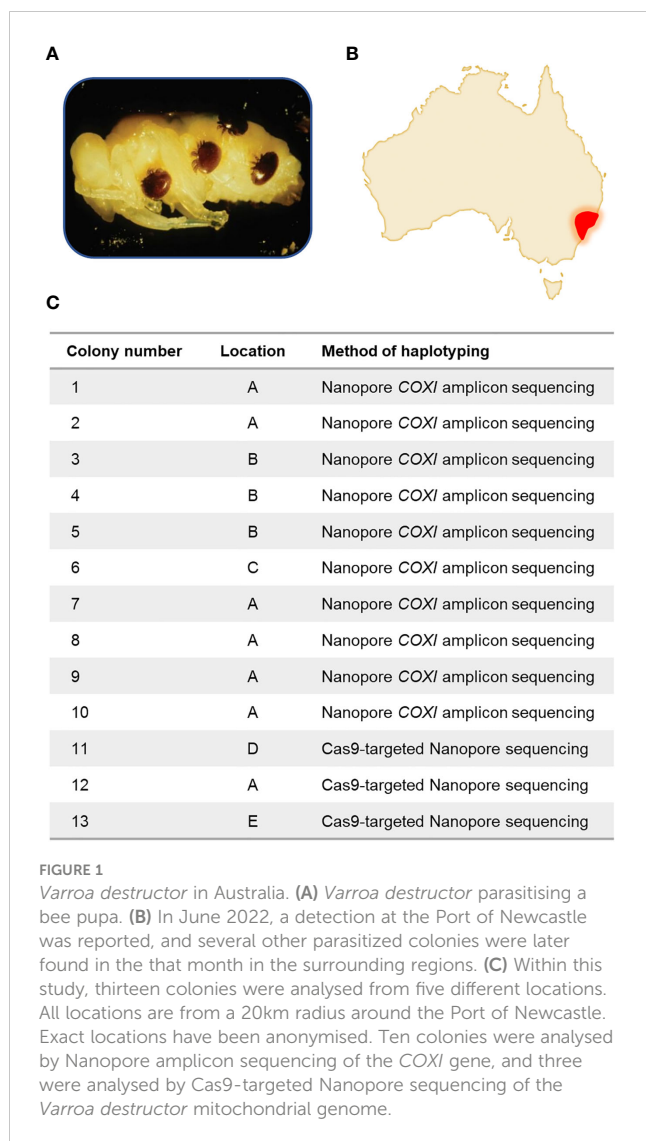 A
B
C
Colony number Location Method of haplotyping
1 A Nanopore COXI amplicon sequencing
2 A Nanopore COXI amplicon sequencing
3 B Nanopore COXI amplicon sequencing
4 B Nanopore COXI amplicon sequencing
5 B Nanopore COXI amplicon sequencing
6 C Nanopore COXI amplicon sequencing
7 A Nanopore COXI amplicon sequencing
8 A Nanopore COXI amplicon sequencing
9 A Nanopore COXI amplicon sequencing
10 A Nanopore COXI amplicon sequencing
11 D Cas9-targeted Nanopore sequencing
12 A Cas9-targeted Nanopore sequencing
13 E Cas9-targeted Nanopore sequencing
FIGURE 1
Varroa destructor in Australia. (A) Varroa destructor parasitising a
bee pupa. (B) In June 2022, a detection at the Port of Newcastle
was reported, and several other parasitized colonies were later
found in the that month in the surrounding regions. (C) Within this
study, thirteen colonies were analysed from five different locations.
All locations are from a 20km radius around the Port of Newcastle.
Exact locations have been anonymised. Ten colonies were analysed
by Nanopore amplicon sequencing of the COXI gene, and three
were analysed by Cas9-targeted Nanopore sequencing of the
Varroa destructor mitochondrial genome.